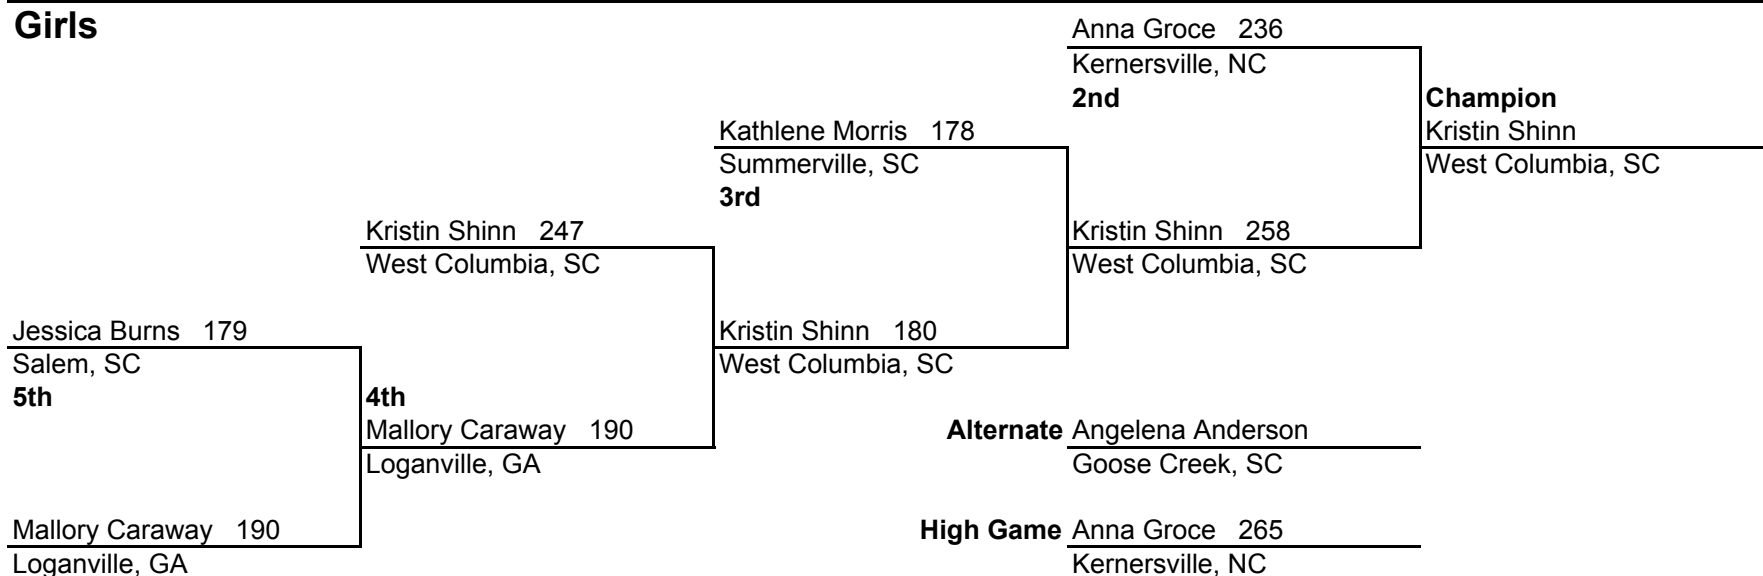 Girls
Anna Groce 236
Kernersville, NC
2nd
Champion
Kathlene Morris 178
Kristin Shinn
Summerville, SC
West Columbia, SC
3rd
Kristin Shinn 247
Kristin Shinn 258
West Columbia, SC
West Columbia, SC
Jessica Burns 179
Kristin Shinn 180
Salem, SC
West Columbia, SC
5th
4th
Mallory Caraway 190
Alternate Angelena Anderson
Loganville, GA
Goose Creek, SC
Mallory Caraway 190
High Game Anna Groce 265
Loganville, GA
Kernersville, NC